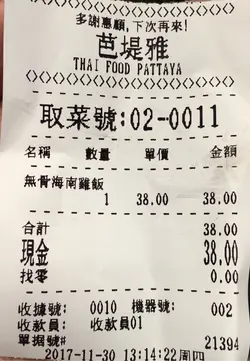 多謝惠顧,下次再來!
芭堤雅
THAI FOOD PATTAYA
取菜號:02-0011
名稱 數量 單價 金額
無骨海南雞飯
1 38.00 38.00
合計 38.00
現金 38.00
找零 0.00
收據號: 0010 機器號: 002
收款員: 收款員01
單据號# 21394
2017-11-30 13:14:22周四